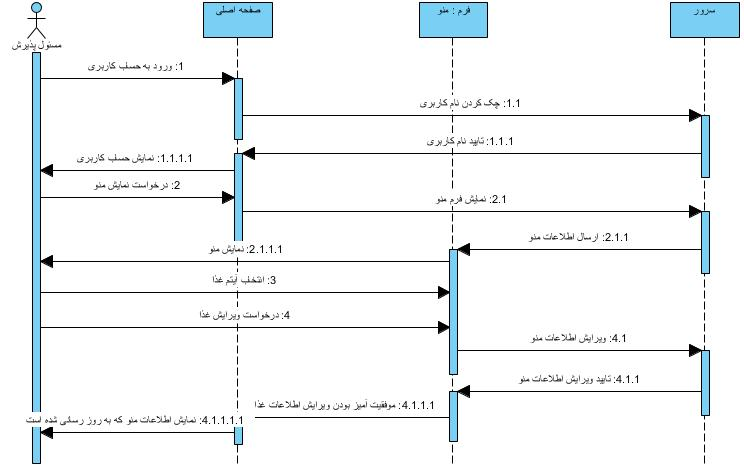 مسئول پذیرش
صفحه اصلی
فرم : منو
سرور
1: ورود به حساب کاربری
1.1: چک کردن نام کاربری
1.1.1: تایید نام کاربری
1.1.1.1: نمایش حساب کاربری
2: درخواست نمایش منو
2.1: نمایش فرم منو
2.1.1: ارسال اطلاعات منو
2.1.1.1: نمایش منو
3: انتخاب آیتم غذا
4: درخواست ویرایش غذا
4.1: ویرایش اطلاعات منو
4.1.1: تایید ویرایش اطلاعات منو
4.1.1.1: موفقیت آمیز بودن ویرایش اطلاعات غذا
4.1.1.1.1: نمایش اطلاعات منو که به روز رسانی شده است